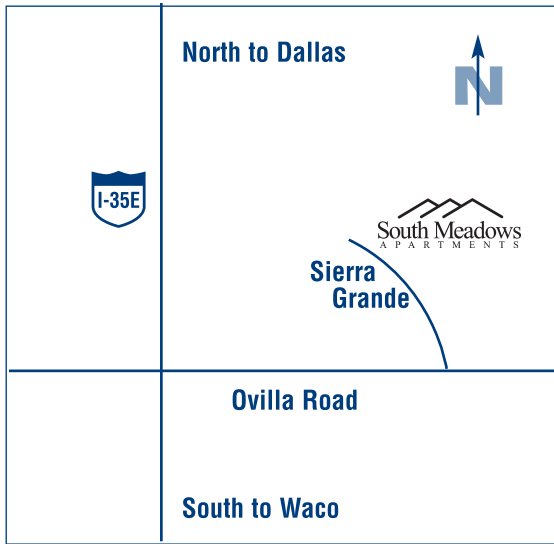 North to Dallas
N
I-35E
South Meadows
APARTMENTS
Sierra
Grande
Ovilla Road
South to Waco